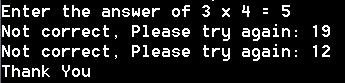 Enter the answer of 3 x 4 = 5
Not correct, Please try again: 19
Not correct, Please try again: 12
Thank You